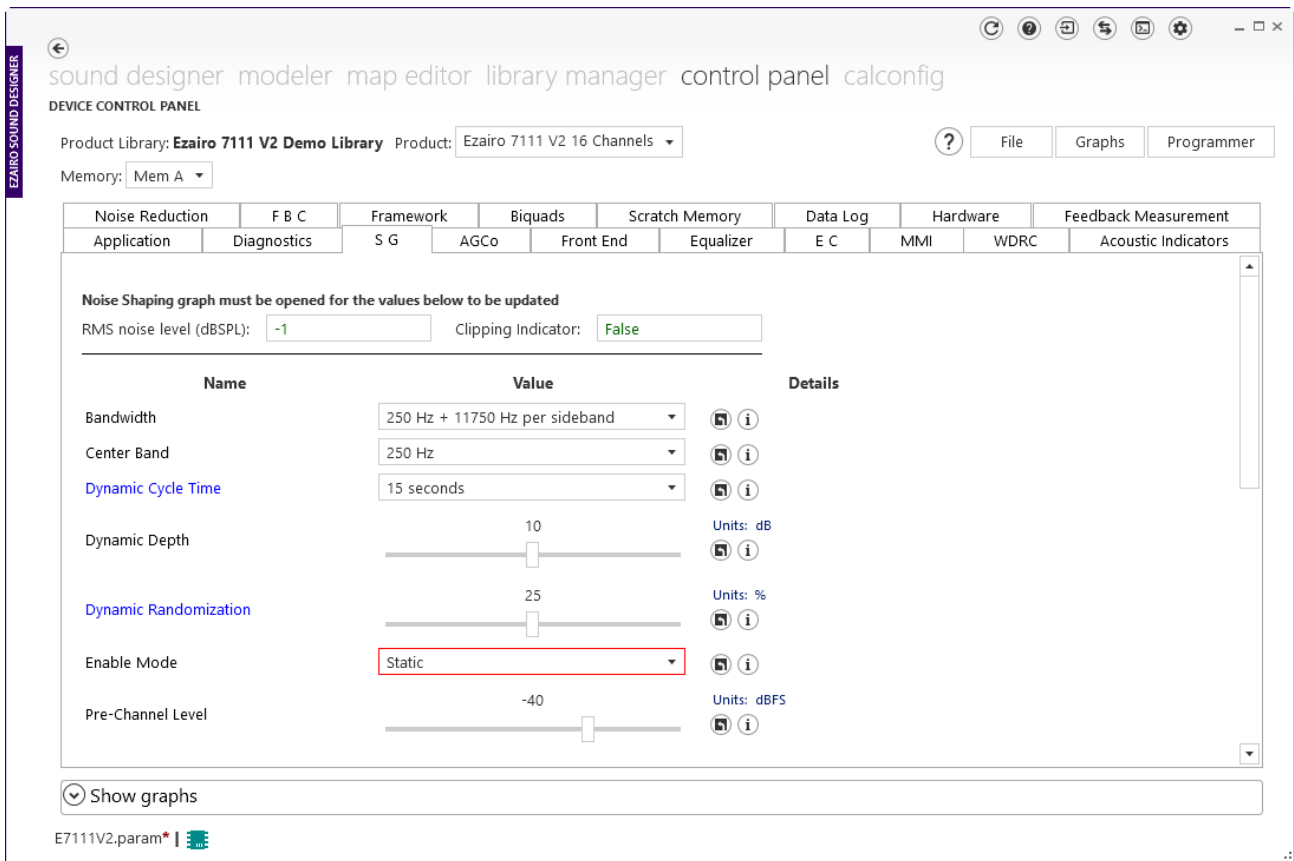 EZAIRO SOUND DESIGNER
sound designer modeler map editor library manager control panel calconfig
DEVICE CONTROL PANEL
Product Library: Ezairo 7111 V2 Demo Library Product: Ezairo 7111 V2 16 Channels ? File Graphs Programmer
Memory: Mem A
Noise Reduction F B C Framework Biquads Scratch Memory Data Log Hardware Feedback Measurement
Application Diagnostics S G AGCo Front End Equalizer E C MMI WDRC Acoustic Indicators
Noise Shaping graph must be opened for the values below to be updated
RMS noise level (dBSPL): -1 Clipping Indicator: False
Name Value Details
Bandwidth 250 Hz + 11750 Hz per sideband
Center Band 250 Hz
Dynamic Cycle Time 15 seconds
10 Units: dB
Dynamic Depth
25 Units: %
Dynamic Randomization
Enable Mode Static
-40 Units: dBFS
Pre-Channel Level
Show graphs
E7111V2.param* |